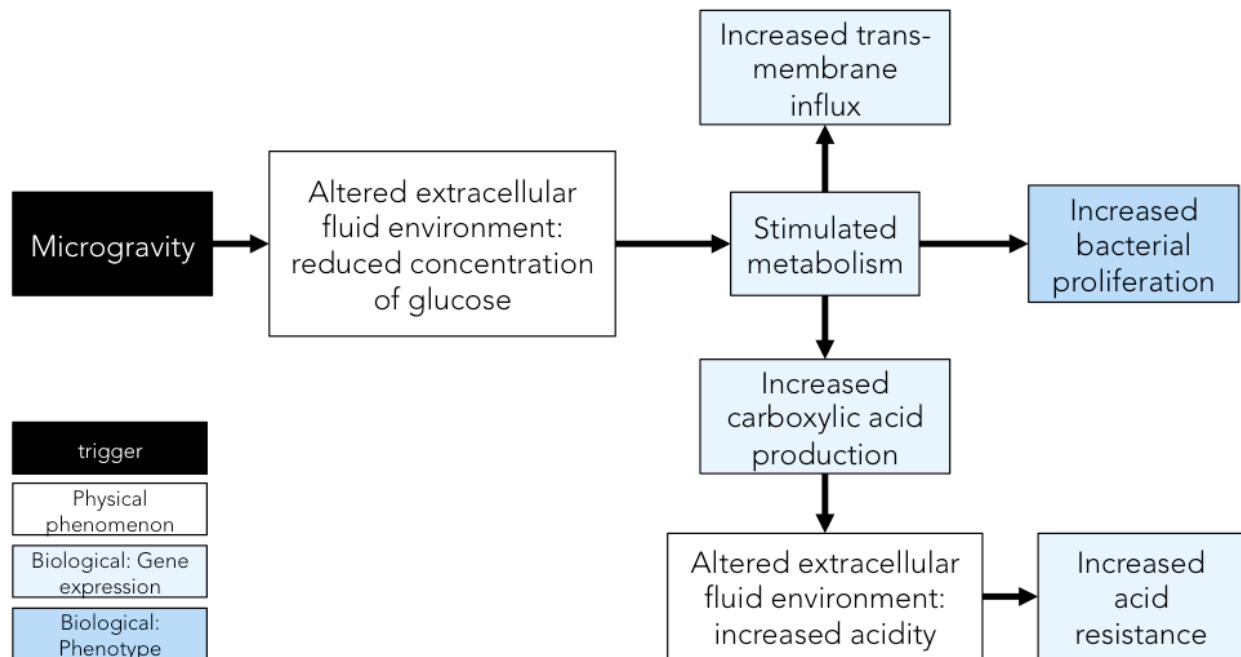 Increased trans-
membrane
influx
Microgravity
Altered extracellular
fluid environment:
reduced concentration
of glucose
Stimulated
metabolism
Increased
bacterial
proliferation
Increased
carboxylic acid
production
Altered extracellular
fluid environment:
increased acidity
Increased
acid
resistance
trigger
Physical
phenomenon
Biological: Gene
expression
Biological:
Phenotype